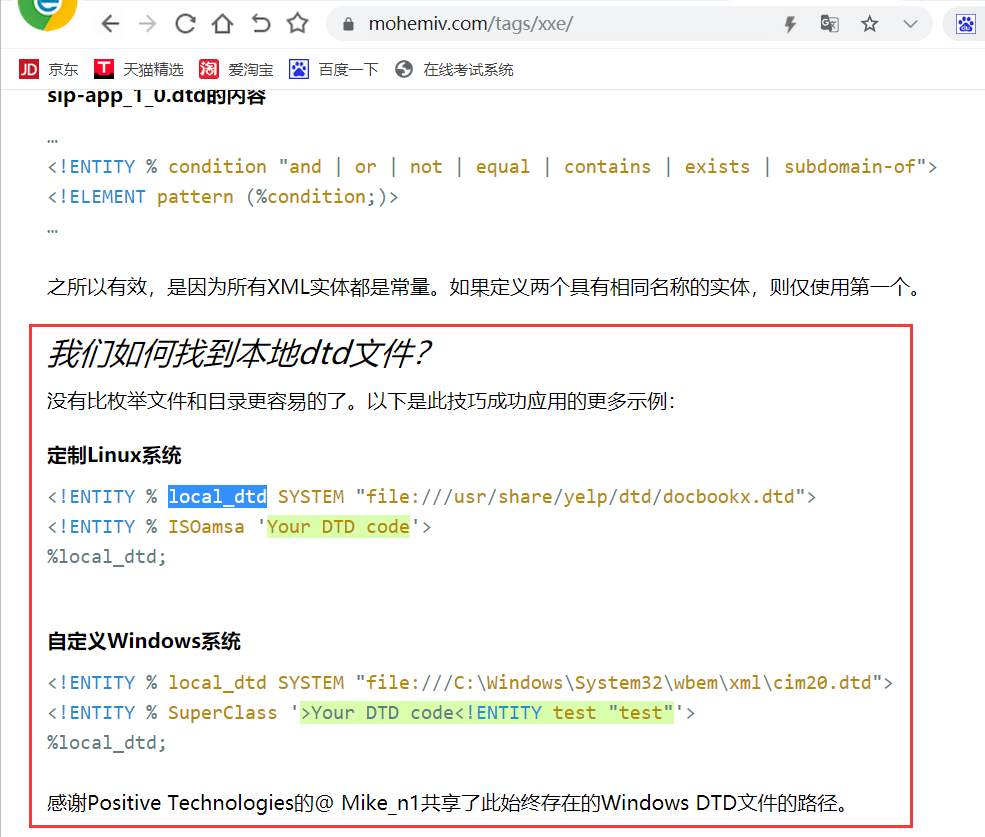 mohemiv.com/tags/xxe/
JD 京东 T 天猫精选 淘 爱淘宝 百度一下 在线考试系统
sip-app_1_0.dtd的内容
…
<!ENTITY % condition "and | or | not | equal | contains | exists | subdomain-of">
<!ELEMENT pattern (%condition;)>
…
之所以有效，是因为所有XML实体都是常量。如果定义两个具有相同名称的实体，则仅使用第一个。
我们如何找到本地dtd文件？
没有比枚举文件和目录更容易的了。以下是此技巧成功应用的更多示例：
定制Linux系统
<!ENTITY % local_dtd SYSTEM "file:///usr/share/yelp/dtd/docbookx.dtd">
<!ENTITY % ISOamsa 'Your DTD code'>
%local_dtd;
自定义Windows系统
<!ENTITY % local_dtd SYSTEM "file:///C:\Windows\System32\wbem\xml\cim20.dtd">
<!ENTITY % SuperClass '>Your DTD code<!ENTITY test "test"'>
%local_dtd;
感谢Positive Technologies的@ Mike_n1共享了此始终存在的Windows DTD文件的路径。